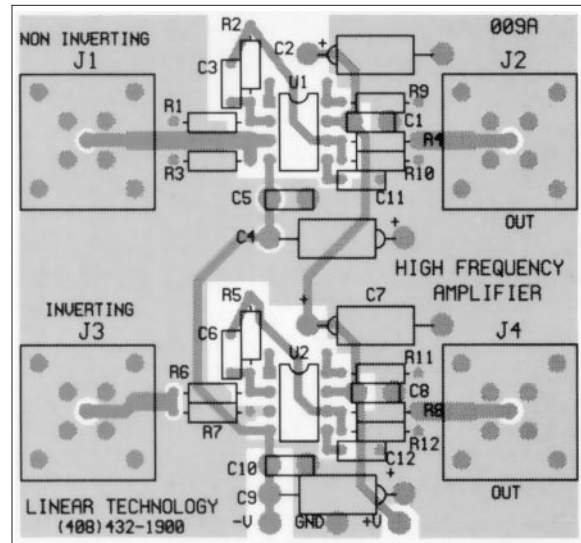 R2
C2 +
009A
NON INVERTING
J1
J2
C3
U1
R1
R9
C1
R4
R3
R10
C5
C11
C4
+
OUT
HIGH FREQUENCY
AMPLIFIER
INVERTING
J3
R5
+
C7
J4
C6
U2
R6
R11
C8
R8
R7
R12
C10
C12
C9
+
LINEAR TECHNOLOGY
(408)432-1900
-V GND +V
OUT